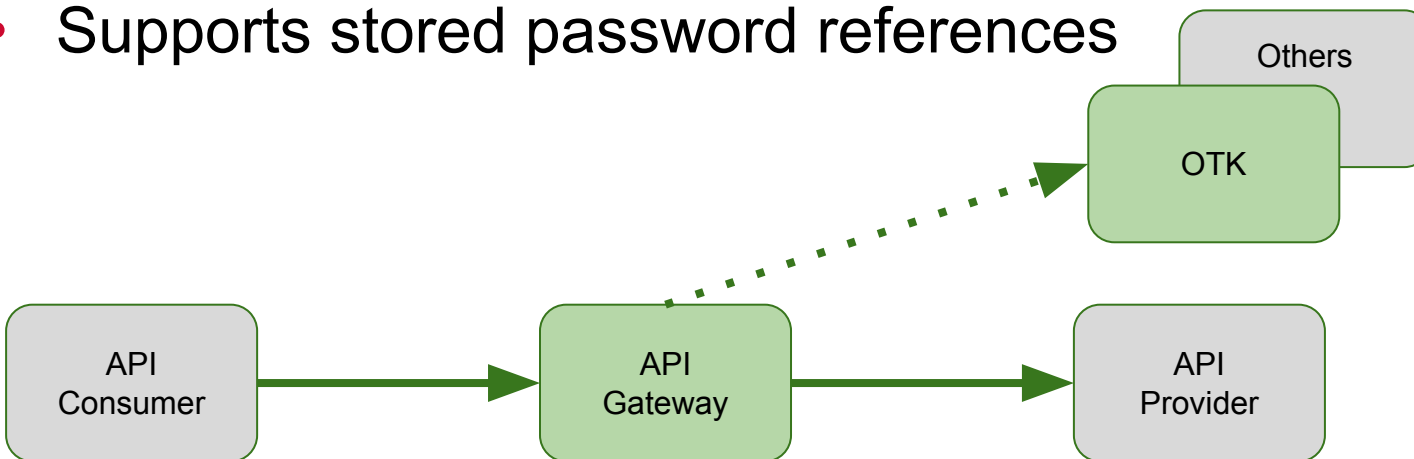 • Supports stored password references
Others
OTK
API
Consumer
API
Gateway
API
Provider